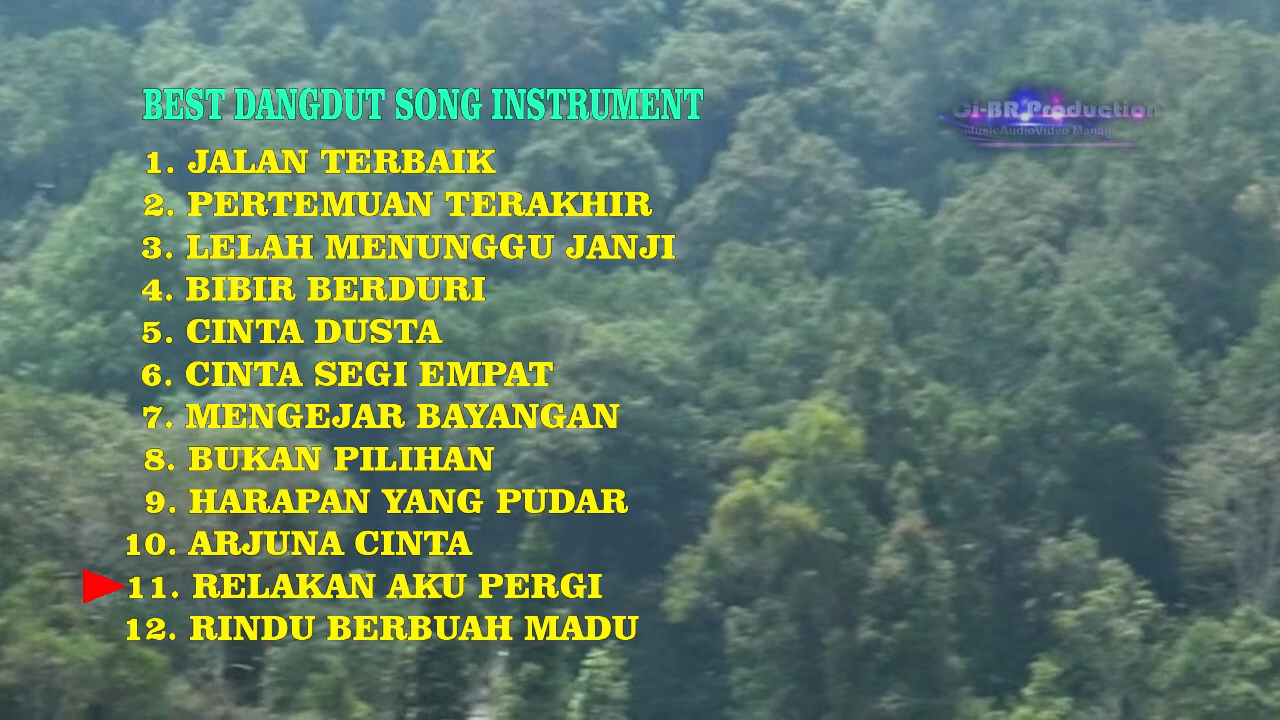 BEST DANGDUT SONG INSTRUMENT
1. JALAN TERBAIK
2. PERTEMUAN TERAKHIR
3. LELAH MENUNGGU JANJI
4. BIBIR BERDURI
5. CINTA DUSTA
6. CINTA SEGI EMPAT
7. MENGEJAR BAYANGAN
8. BUKAN PILIHAN
9. HARAPAN YANG PUDAR
10. ARJUNA CINTA
11. RELAKAN AKU PERGI
12. RINDU BERBUAH MADU
Production
MusicAudioVideo